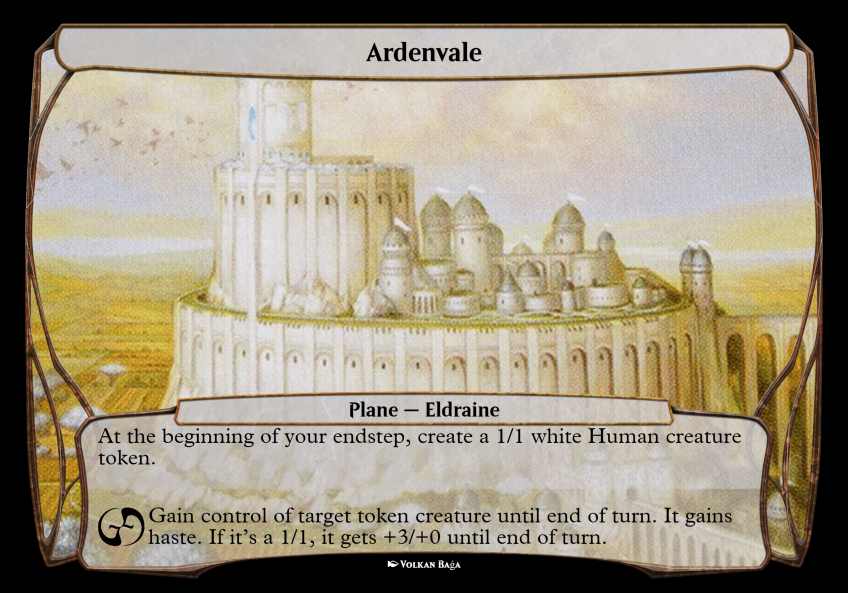 Ardenvale
Plane — Eldraine
At the beginning of your endstep, create a 1/1 white Human creature
token.
Gain control of target token creature until end of turn. It gains
haste. If it's a 1/1, it gets +3/+0 until end of turn.
Volkan Bağa